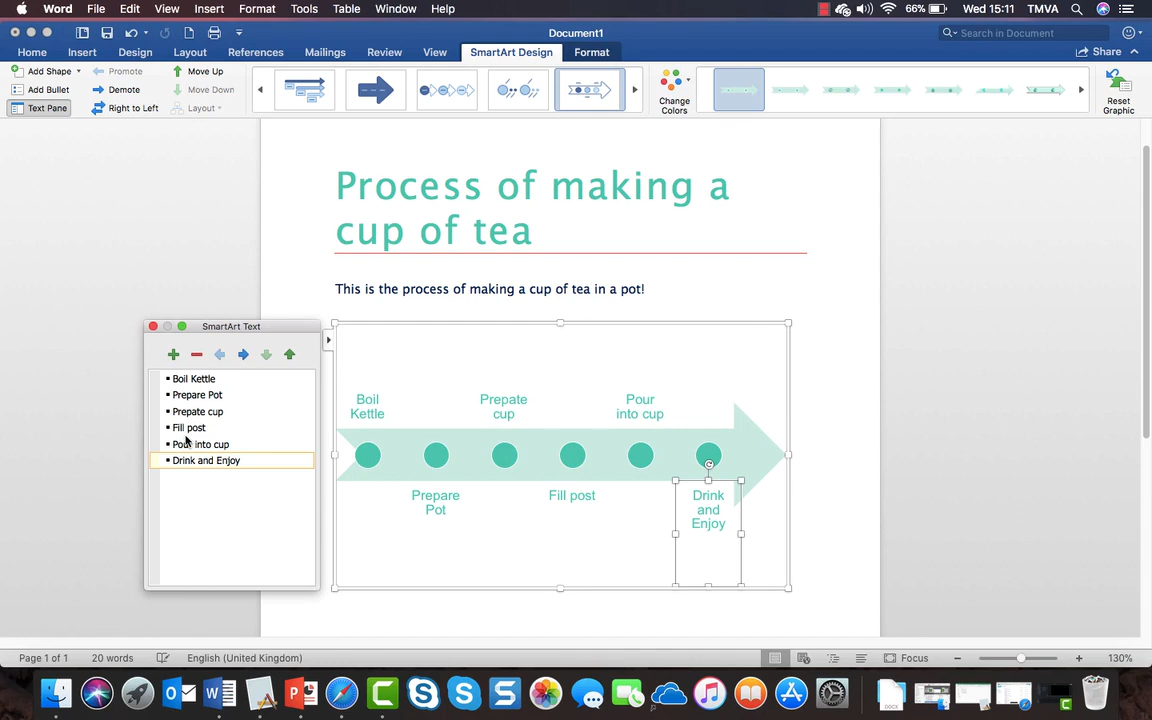 Word File Edit View Insert Format Tools Table Window Help 66% Wed 15:11 TMVA
Document1 Search in Document
Home Insert Design Layout References Mailings Review View SmartArt Design Format Share
Add Shape Promote Move Up
Add Bullet Demote Move Down
Text Pane Right to Left Layout
Change
Colors
Reset
Graphic
Process of making a
cup of tea
This is the process of making a cup of tea in a pot!
SmartArt Text
Boil Kettle
Prepare Pot
Prepate cup
Fill post
Pour into cup
Drink and Enjoy
Boil
Kettle
Prepate
cup
Pour
into cup
Prepare
Pot
Fill post
Drink
and
Enjoy
Page 1 of 1 20 words English (United Kingdom) Focus 130%
DOCX